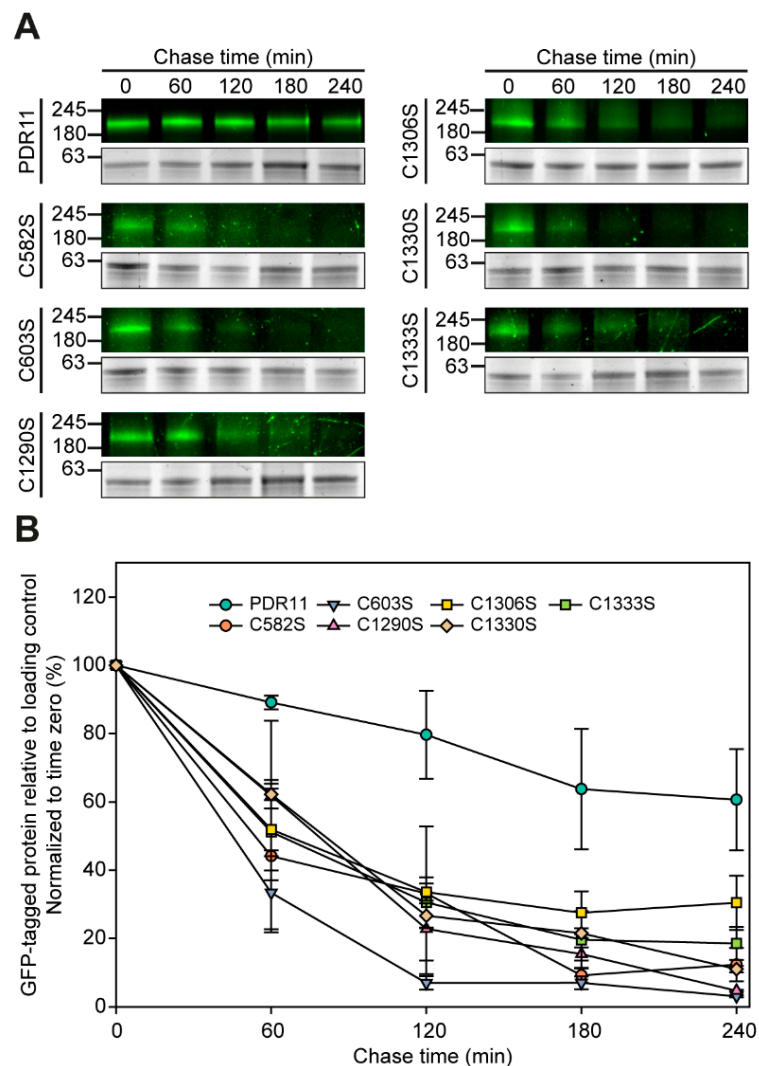 A
Chase time (min)
0 60 120 180 240
PDR11
245
180
63
C582S
245
180
63
C603S
245
180
63
C1290S
245
180
63
Chase time (min)
0 60 120 180 240
C1306S
245
180
63
C1330S
245
180
63
C1333S
245
180
63
B
GFP-tagged protein relative to loading control
Normalized to time zero (%)
120
100
80
60
40
20
0
PDR11 C603S C1306S C1333S
C582S C1290S C1330S
0 60 120 180 240
Chase time (min)